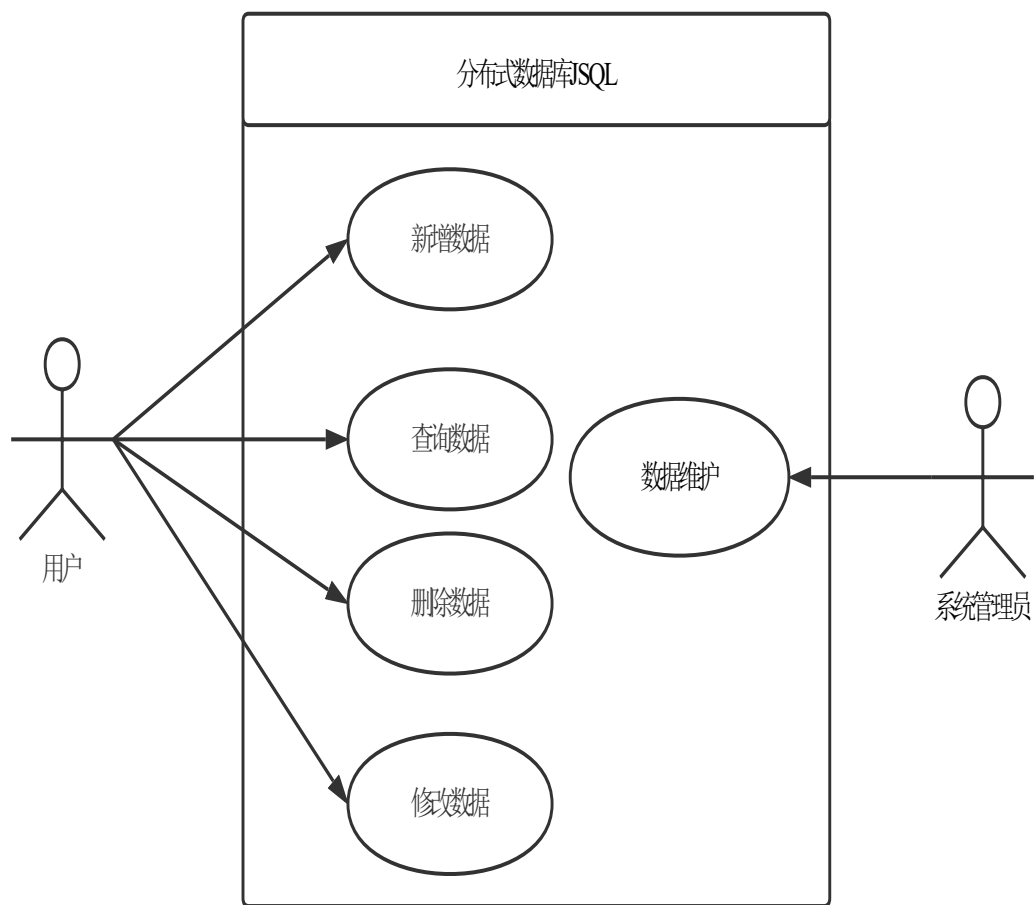 分布式数据库JSQL
新增数据
查询数据
数据维护
用户
删除数据
系统管理员
修改数据